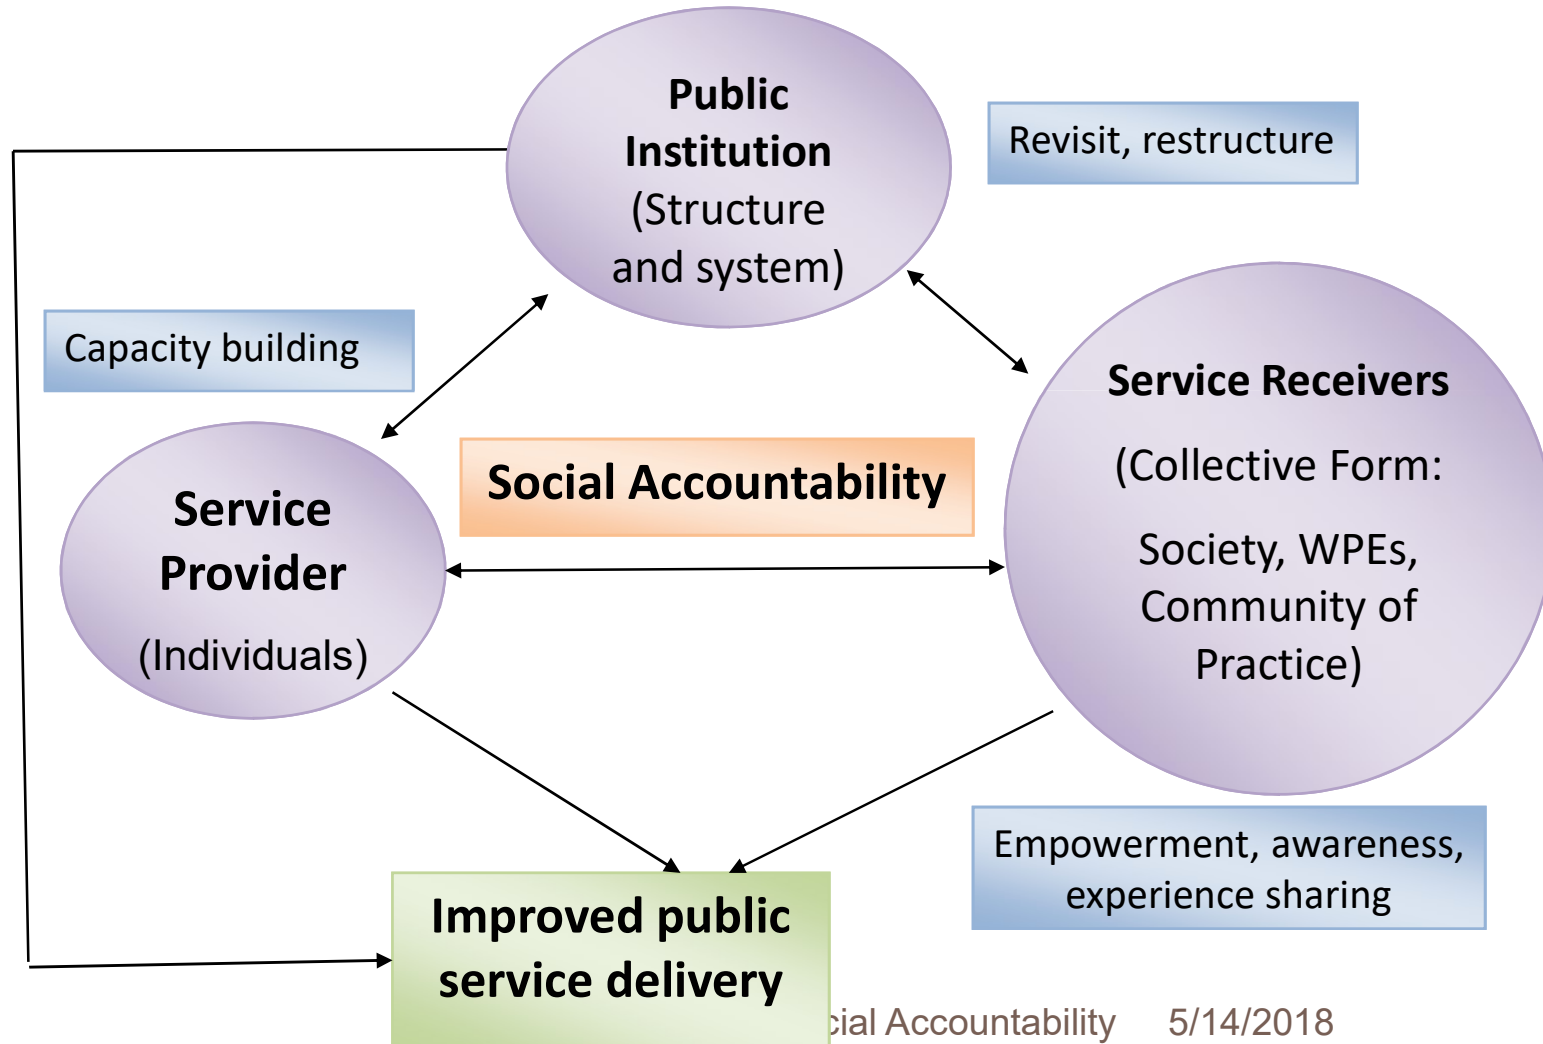 Public
Institution
(Structure
and system)
Revisit, restructure
Capacity building
Service Receivers
(Collective Form:
Society, WPEs,
Community of
Practice)
Social Accountability
Service
Provider
(Individuals)
Empowerment, awareness,
experience sharing
Improved public
service delivery
Accountability 5/14/2018